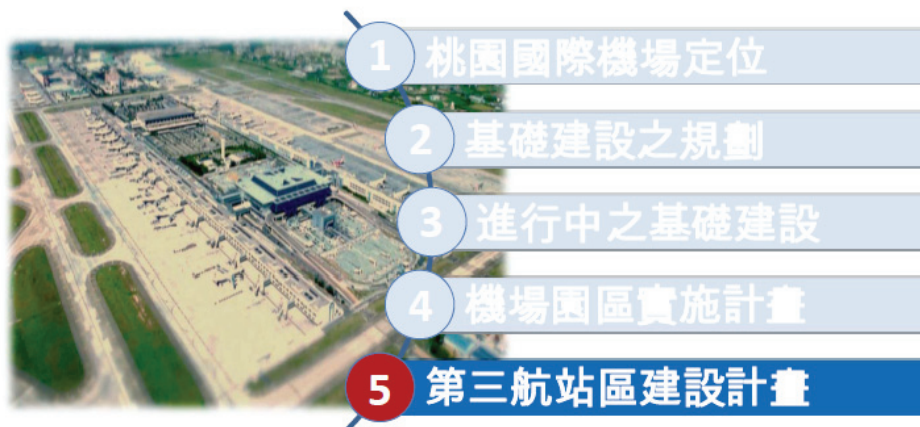 1 桃園國際機場定位
2 基礎建設之規劃
3 進行中之基礎建設
4 機場園區實施計畫
5 第三航站區建設計畫